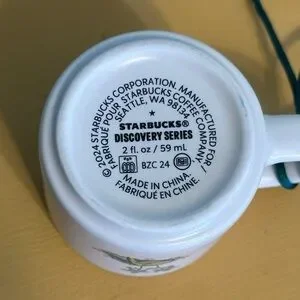 © 2024 STARBUCKS CORPORATION. MANUFACTURED FOR/
FABRIQUÉ POUR STARBUCKS COFFEE COMPANY,
SEATTLE, WA 98134.
★
STARBUCKS®
DISCOVERY SERIES
2 fl. oz / 59 mL
BZC 24
MADE IN CHINA.
FABRIQUÉ EN CHINE.